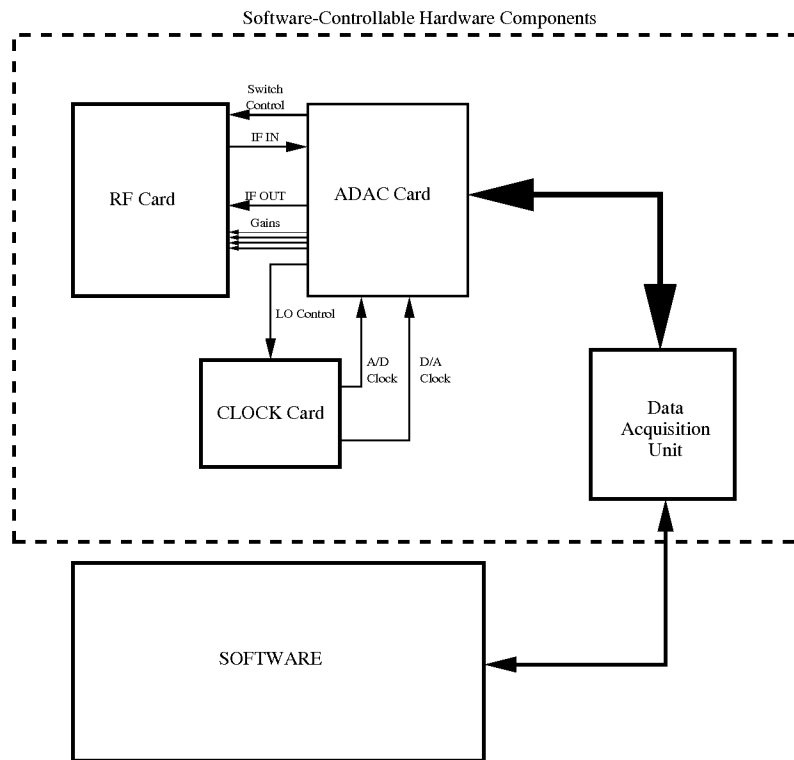 Software-Controllable Hardware Components
Switch
Control
IF IN
RF Card
ADAC Card
IF OUT
Gains
LO Control
A/D
Clock
D/A
Clock
CLOCK Card
Data
Acquisition
Unit
SOFTWARE